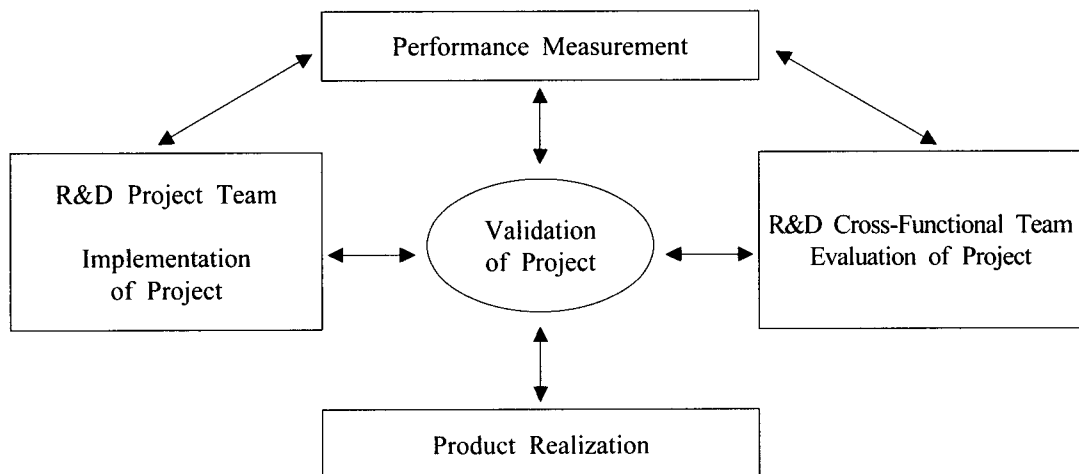 Performance Measurement
R&D Project Team
Implementation
of Project
Validation
of Project
R&D Cross-Functional Team
Evaluation of Project
Product Realization